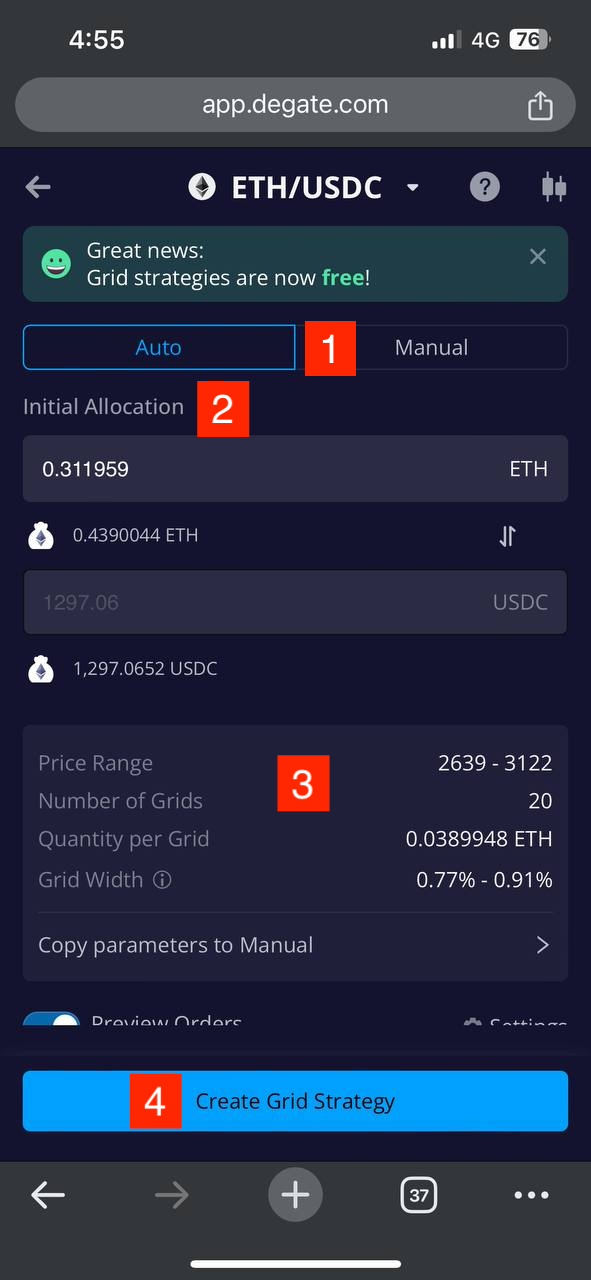 4:55 4G 76
app.degate.com
ETH/USDC ?
Great news:
Grid strategies are now free!
Auto 1 Manual
Initial Allocation 2
0.311959 ETH
0.4390044 ETH
1297.06 USDC
1,297.0652 USDC
Price Range 2639 - 3122
3
Number of Grids 20
Quantity per Grid 0.0389948 ETH
Grid Width 0.77% - 0.91%
Copy parameters to Manual
Preview Orders Settings
4 Create Grid Strategy
37